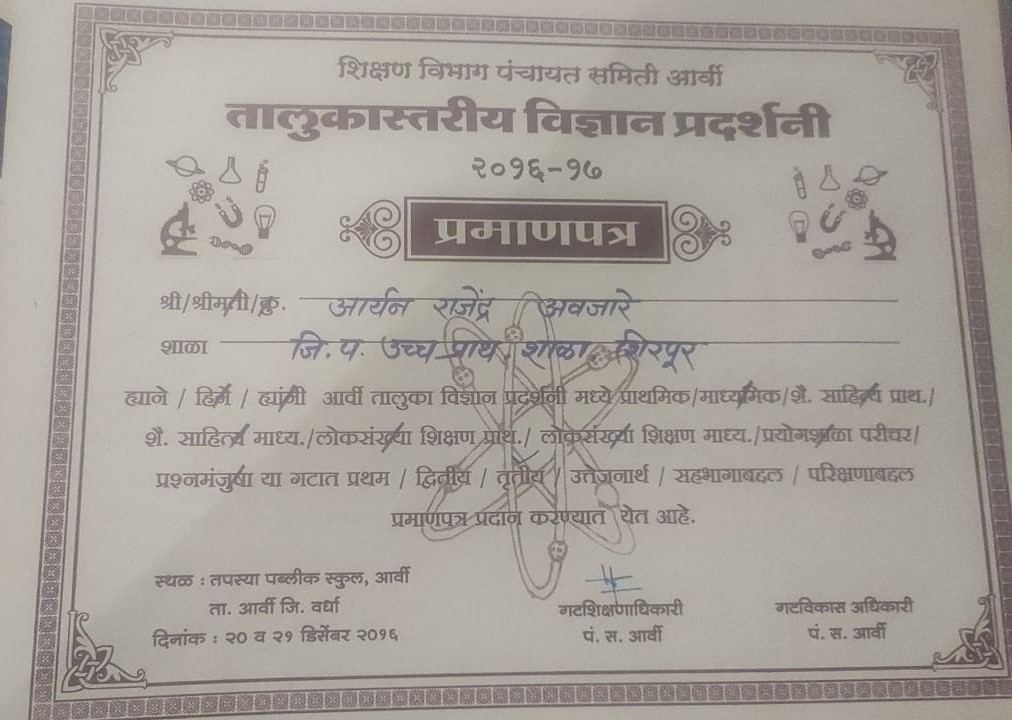 शिक्षण विभाग पंचायत समिती आर्वी
तालुकास्तरीय विज्ञान प्रदर्शनी
२०१६-१७
प्रमाणपत्र
श्री/श्रीमती/कु. आर्यन राजेंद्र अवजारे
शाळा जि.प. उच्च प्राथ. शाळा शिरपूर
ह्याने / हिने / ह्यांनी आर्वी तालुका विज्ञान प्रदर्शनी मध्ये प्राथमिक/माध्यमिक/शै. साहित्य प्राथ./
शै. साहित्य माध्य./लोकसंख्या शिक्षण प्राथ./ लोकसंख्या शिक्षण माध्य./प्रयोगशाळा परीचर/
प्रश्नमंजुषा या गटात प्रथम / द्वितीय / तृतीय / उत्तेजनार्थ / सहभागाबद्दल / परिक्षणाबद्दल
प्रमाणपत्र प्रदान करण्यात येत आहे.
स्थळ : तपस्या पब्लीक स्कुल, आर्वी
ता. आर्वी जि. वर्धा
दिनांक : २० व २१ डिसेंबर २०१६
गटशिक्षणाधिकारी
पं. स. आर्वी
गटविकास अधिकारी
पं. स. आर्वी